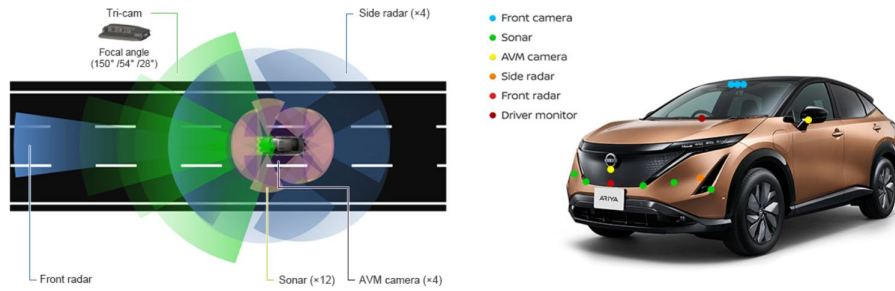 Tri-cam
Focal angle
(150° /54° /28°)
Side radar (×4)
Front radar
Sonar (×12)
AVM camera (×4)
Front camera
Sonar
AVM camera
Side radar
Front radar
Driver monitor
ARIYA